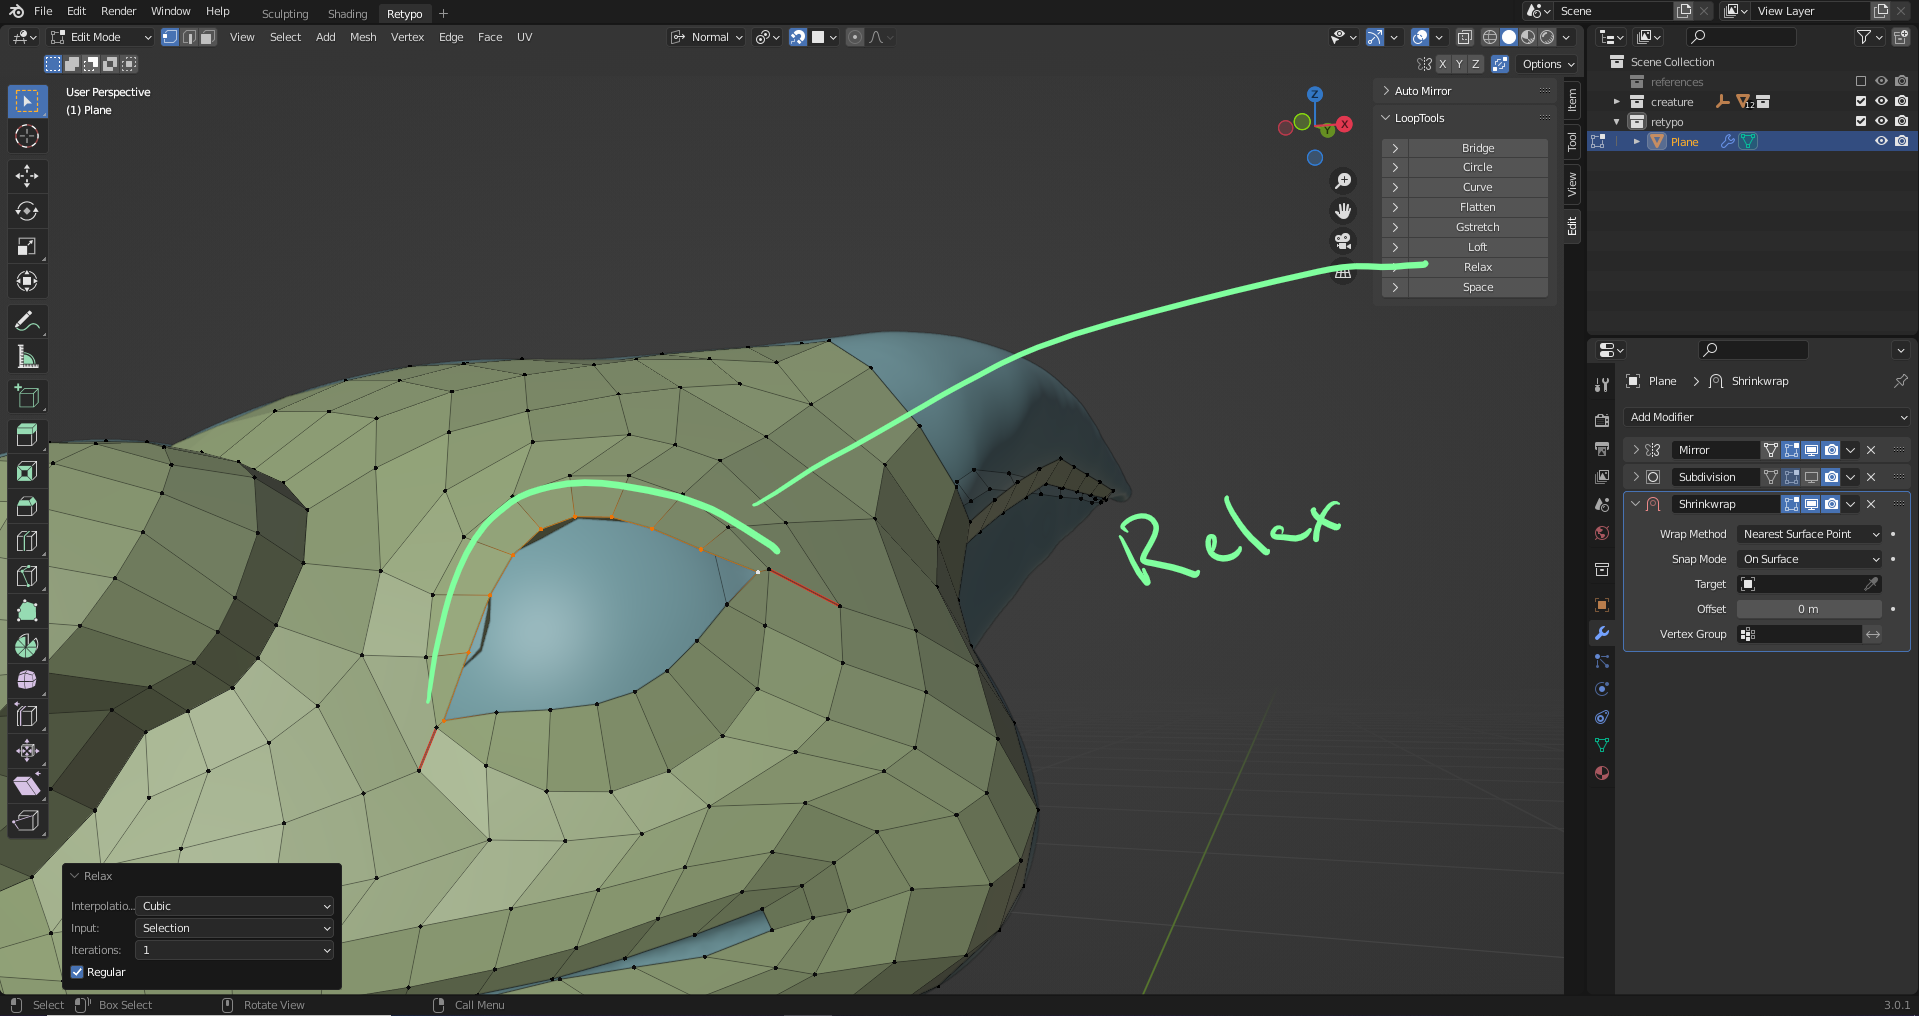 File Edit Render Window Help Sculpting Shading Retypo + Scene View Layer
Edit Mode View Select Add Mesh Vertex Edge Face UV Normal
X Y Z Options
User Perspective
(1) Plane
Z
X
Y
Auto Mirror
LoopTools
Bridge
Circle
Curve
Flatten
Gstretch
Loft
Relax
Space
Item
Tool
View
Edit
Scene Collection
references
creature 12
retypo
Plane
Plane > Shrinkwrap
Add Modifier
Mirror
Subdivision
Shrinkwrap
Wrap Method Nearest Surface Point
Snap Mode On Surface
Target
Offset 0 m
Vertex Group
Relax
Relax
Interpolatio... Cubic
Input: Selection
Iterations: 1
Regular
Select Box Select Rotate View Call Menu 3.0.1